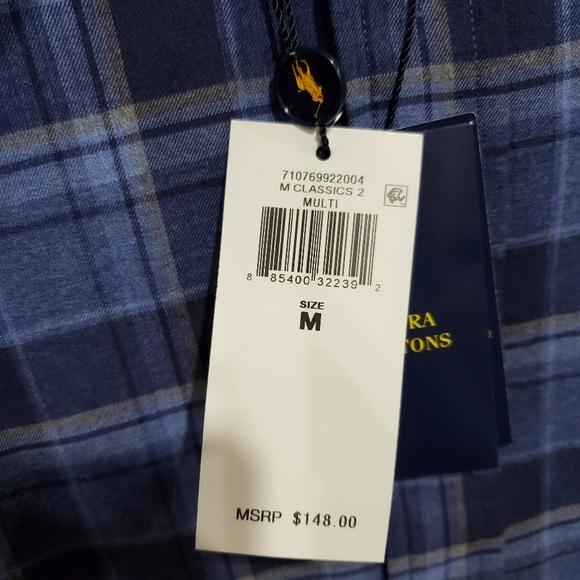 710769922004
M CLASSICS 2
MULTI
8 85400 32239 2
SIZE
M
MSRP $148.00
RA
TONS